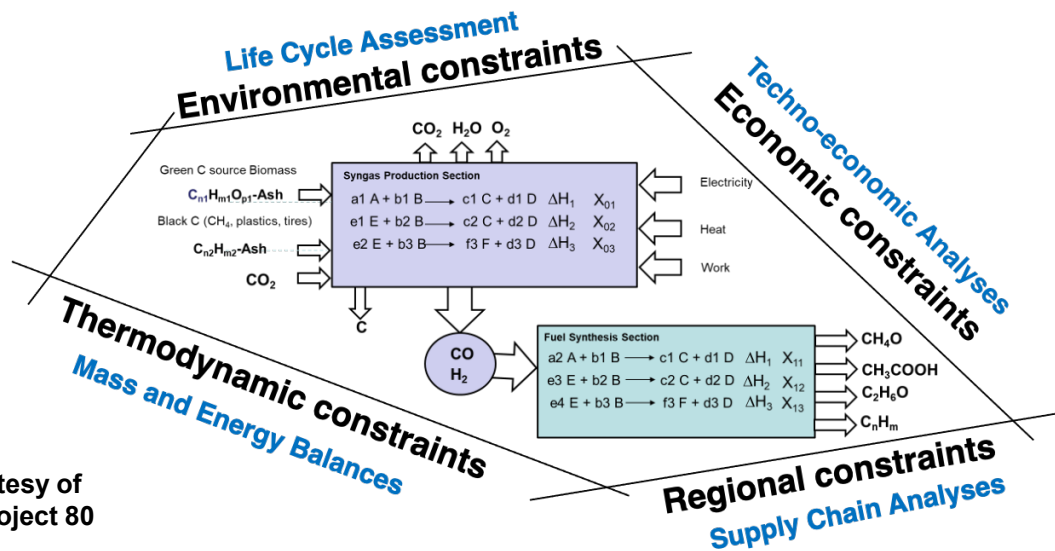 Life Cycle Assessment
Environmental constraints
Techno-economic Analyses
Economic constraints
CO₂ H₂O O₂
Green C source Biomass
Cₙ₁Hₘ₁Oₚ₁-Ash
Black C (CH₄, plastics, tires)
Cₙ₂Hₘ₂-Ash
CO₂
Syngas Production Section
a1 A + b1 B → c1 C + d1 D ΔH₁ X₀₁
e1 E + b2 B → c2 C + d2 D ΔH₂ X₀₂
e2 E + b3 B → f3 F + d3 D ΔH₃ X₀₃
Electricity
Heat
Work
C
CO
H₂
Fuel Synthesis Section
a2 A + b1 B → c1 C + d1 D ΔH₁ X₁₁
e3 E + b2 B → c2 C + d2 D ΔH₂ X₁₂
e4 E + b3 B → f3 F + d3 D ΔH₃ X₁₃
CH₄O
CH₃COOH
C₂H₆O
CₙHₘ
Thermodynamic constraints
Mass and Energy Balances
Regional constraints
Supply Chain Analyses
tesy of
oject 80